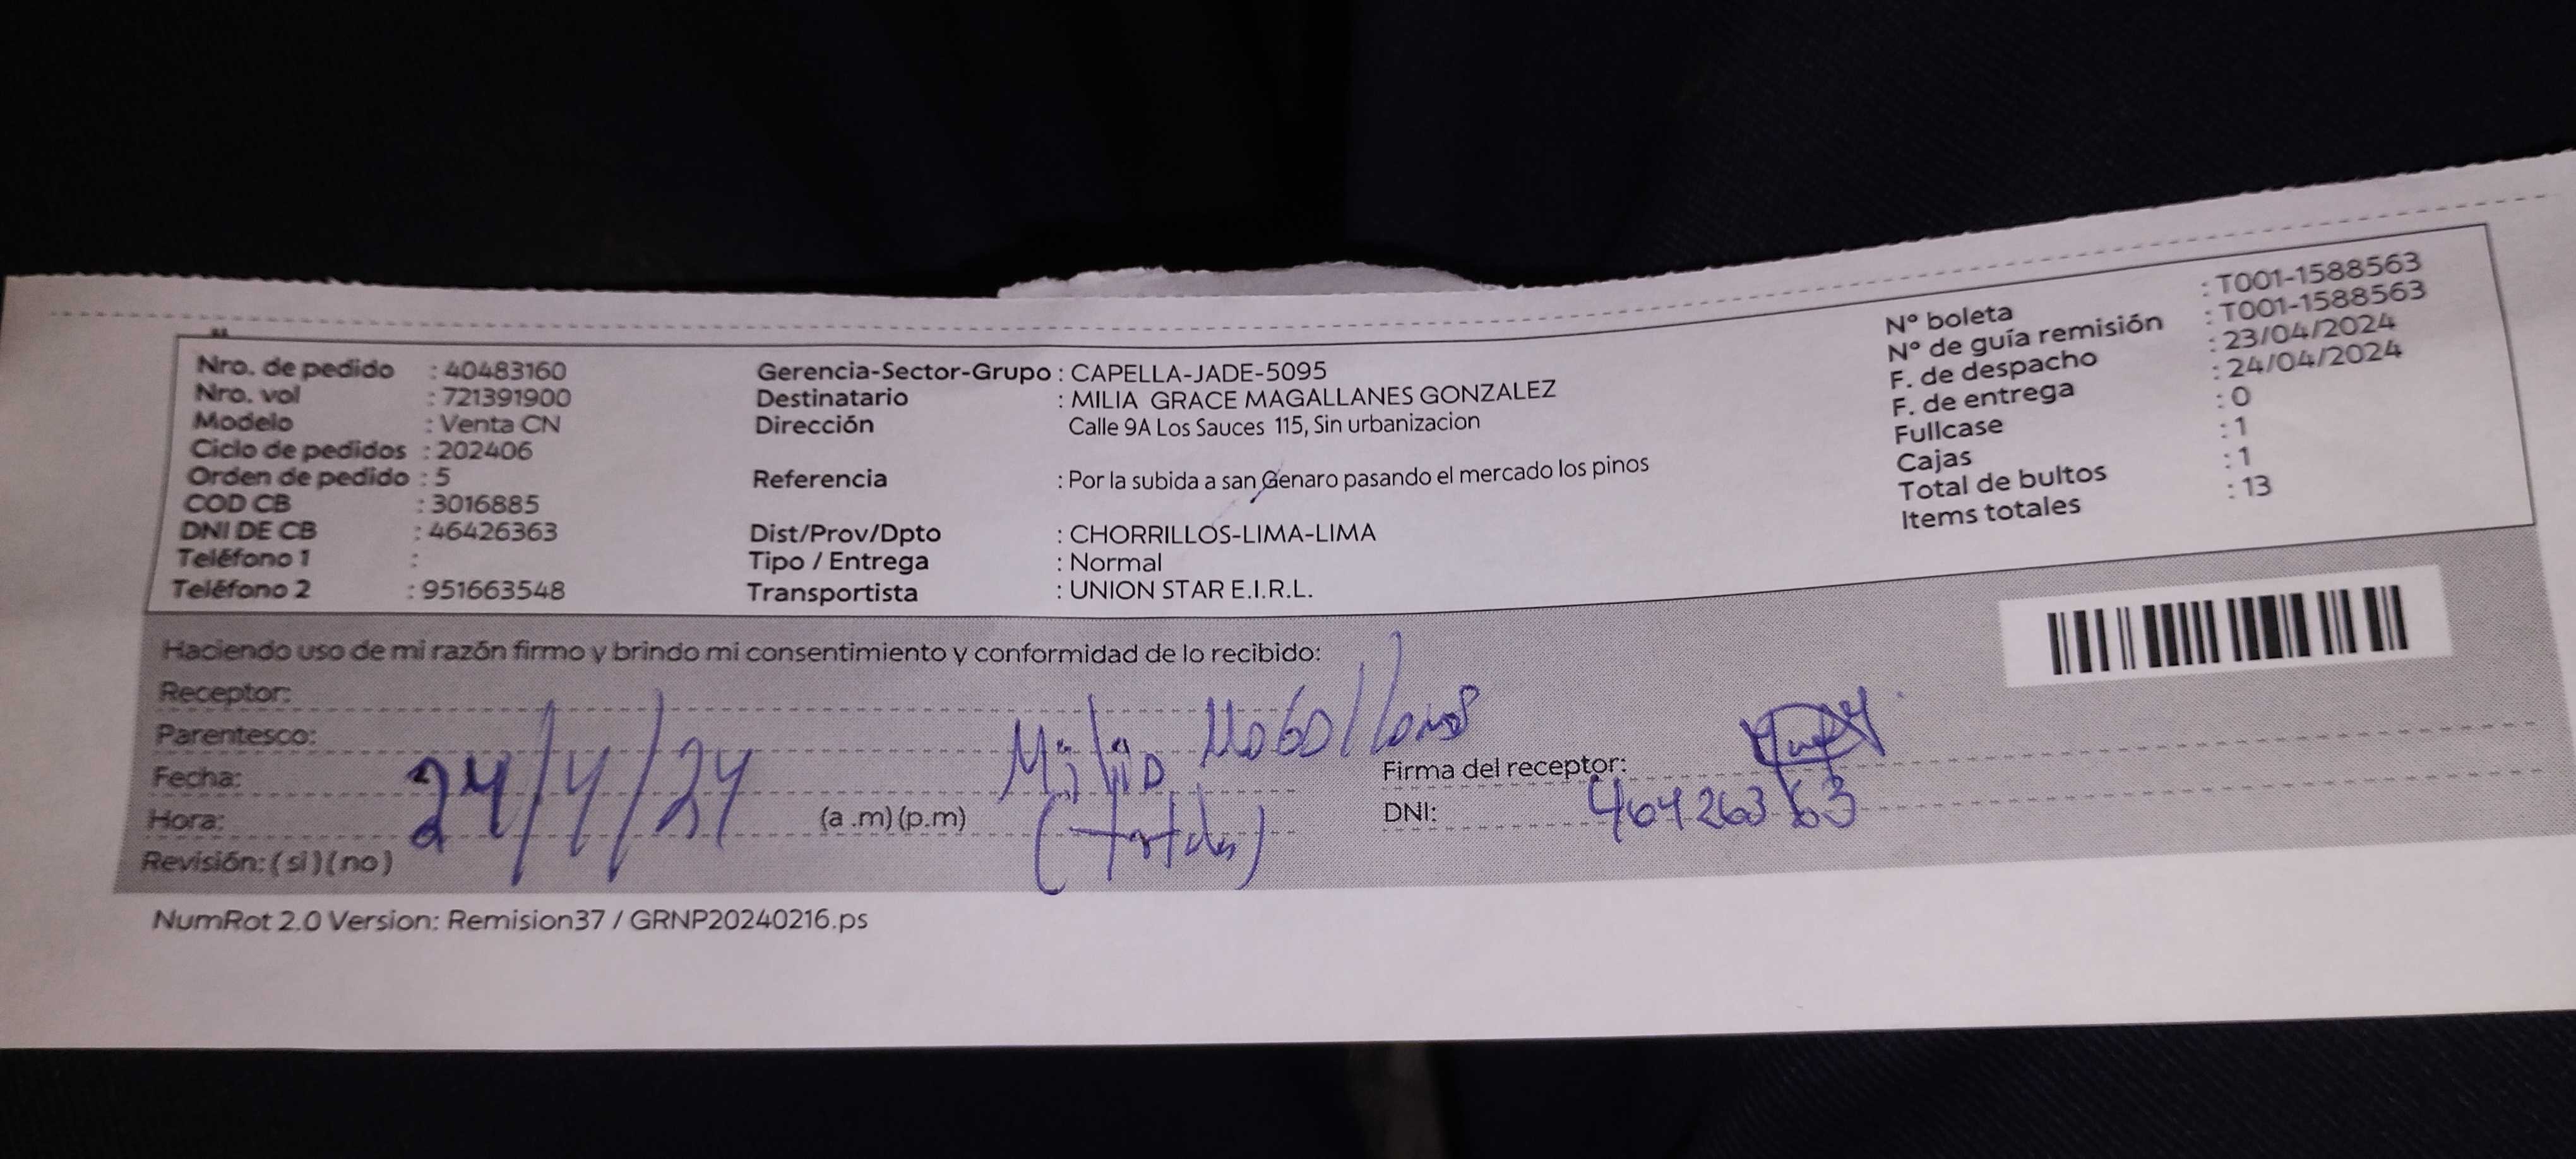 Nro. de pedido : 40483160
Nro. vol : 721391900
Modelo : Venta CN
Ciclo de pedidos : 202406
Orden de pedido : 5
COD CB : 3016885
DNI DE CB : 46426363
Teléfono 1 :
Teléfono 2 : 951663548
Gerencia-Sector-Grupo : CAPELLA-JADE-5095
Destinatario : MILIA GRACE MAGALLANES GONZALEZ
Dirección Calle 9A Los Sauces 115, Sin urbanizacion
Referencia : Por la subida a san Genaro pasando el mercado los pinos
Dist/Prov/Dpto : CHORRILLOS-LIMA-LIMA
Tipo / Entrega : Normal
Transportista : UNION STAR E.I.R.L.
N° boleta : T001-1588563
N° de guía remisión : T001-1588563
F. de despacho : 23/04/2024
F. de entrega : 24/04/2024
Fullcase : 0
Cajas : 1
Total de bultos : 1
Items totales : 13
Haciendo uso de mi razón firmo y brindo mi consentimiento y conformidad de lo recibido:
Receptor:
Parentesco:
Fecha: 24/4/24
Hora: (a .m) (p.m)
Revisión: ( si ) ( no )
Milia Magallanes
Firma del receptor:
DNI: 46426363
NumRot 2.0 Version: Remision37 / GRNP20240216.ps